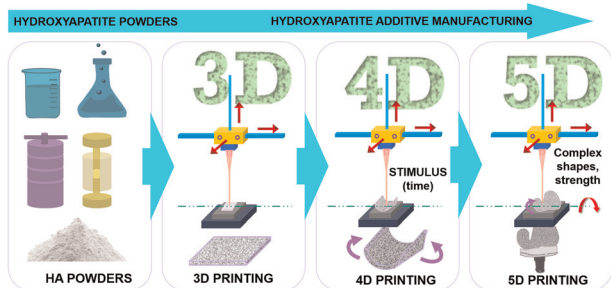 HYDROXYAPATITE POWDERS
HYDROXYAPATITE ADDITIVE MANUFACTURING
3D
4D
5D
STIMULUS
(time)
Complex
shapes,
strength
HA POWDERS
3D PRINTING
4D PRINTING
5D PRINTING